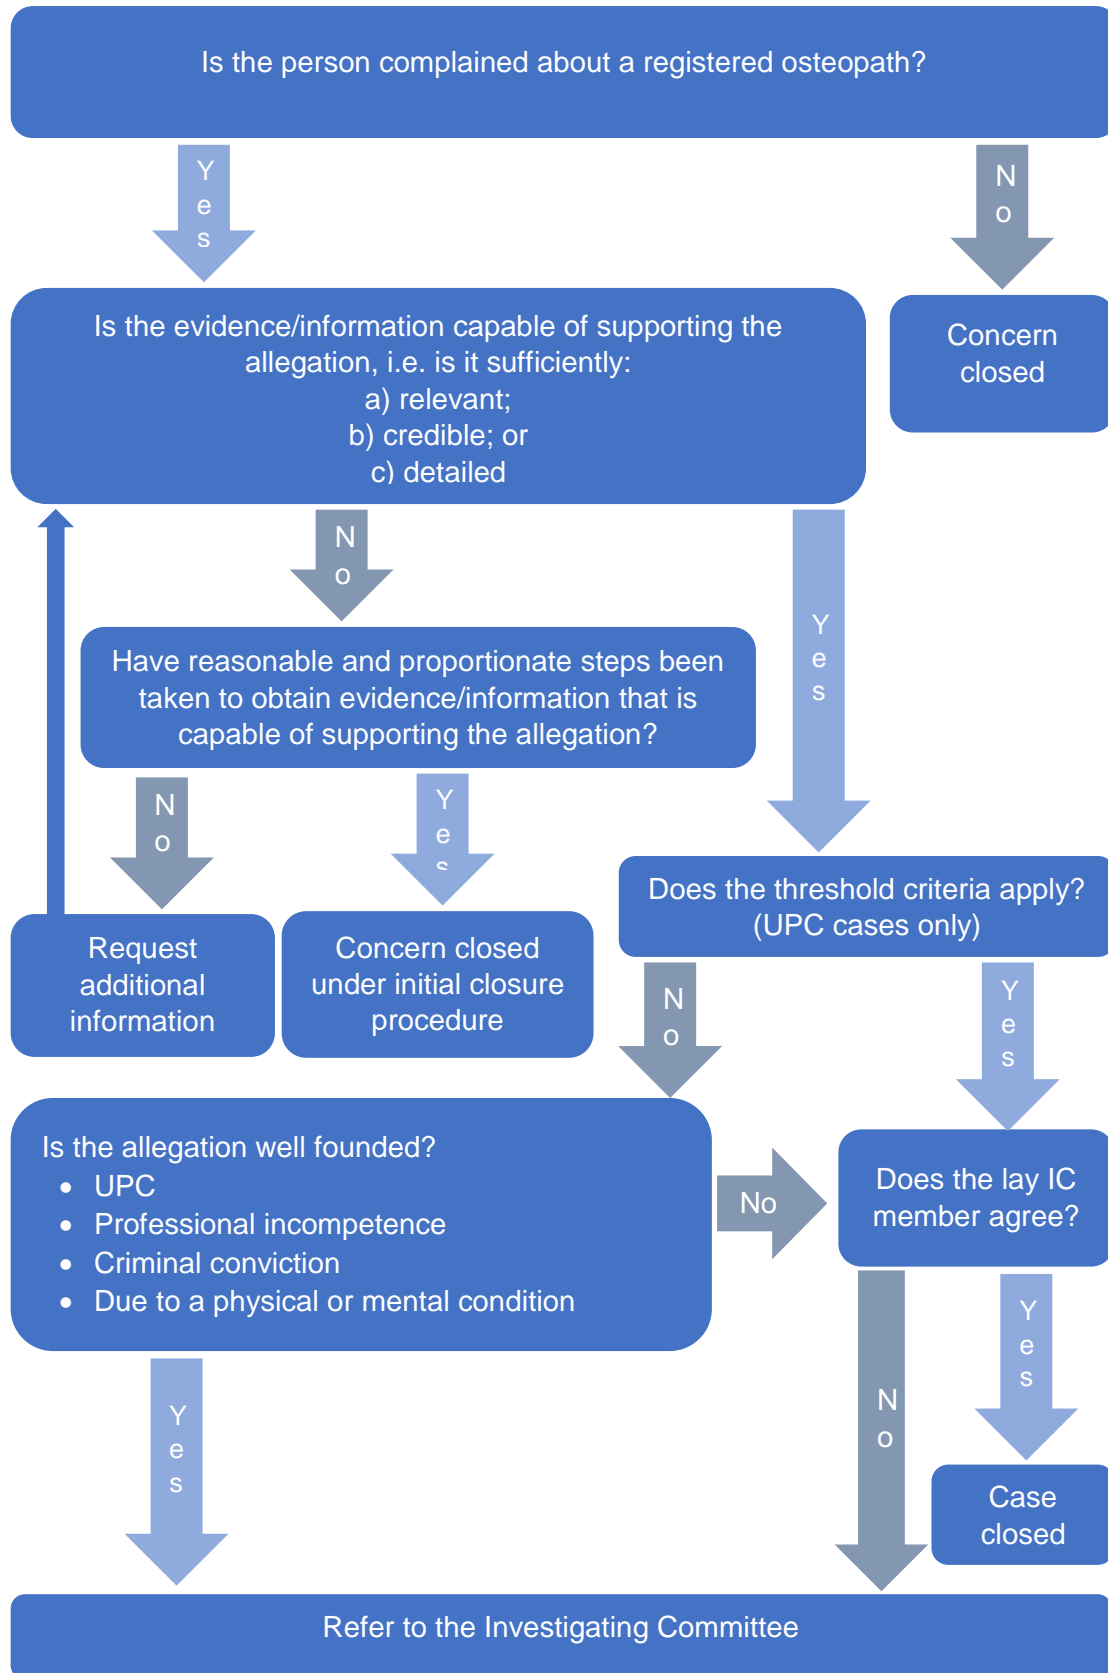 Is the person complained about a registered osteopath?
Yes
No
Is the evidence/information capable of supporting the
allegation, i.e. is it sufficiently:
a) relevant;
b) credible; or
c) detailed
Concern
closed
No
Yes
Have reasonable and proportionate steps been
taken to obtain evidence/information that is
capable of supporting the allegation?
No
Yes
Does the threshold criteria apply?
(UPC cases only)
Request
additional
information
Concern closed
under initial closure
procedure
No
Yes
Is the allegation well founded?
• UPC
• Professional incompetence
• Criminal conviction
• Due to a physical or mental condition
No
Does the lay IC
member agree?
Yes
No
Yes
Case
closed
Refer to the Investigating Committee